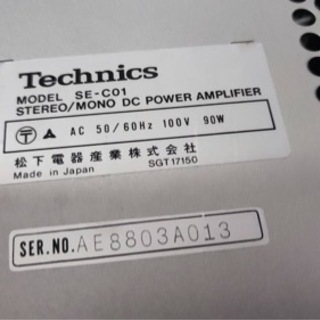 Technics
MODEL SE-C01
STEREO/MONO DC POWER AMPLIFIER
AC 50/60Hz 100V 90W
松下電器産業株式会社
Made in Japan SGT17150
SER.NO. AE8803A013